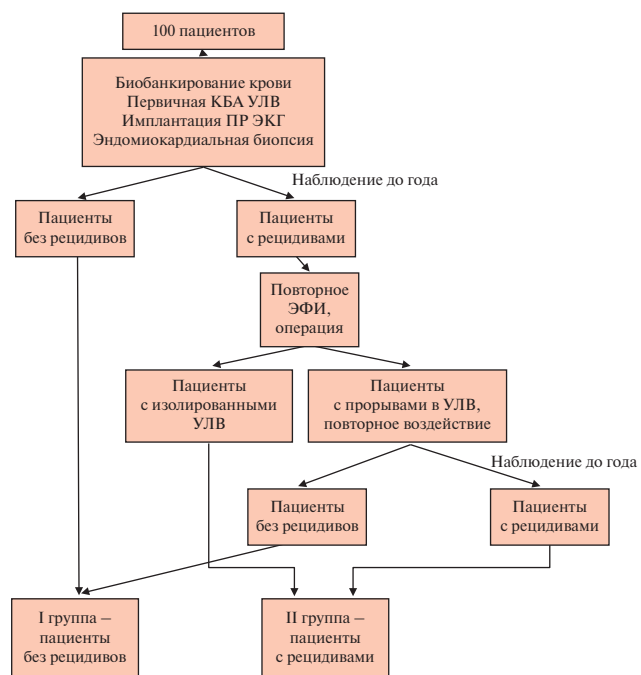 100 пациентов
Биобанкирование крови
Первичная КБА УЛВ
Имплантация ПР ЭКГ
Эндомиокардиальная биопсия
Наблюдение до года
Пациенты
без рецидивов
Пациенты
с рецидивами
Повторное
ЭФИ,
операция
Пациенты
с изолированными
УЛВ
Пациенты
с прорывами в УЛВ,
повторное воздействие
Наблюдение до года
Пациенты
без рецидивов
Пациенты
с рецидивами
I группа –
пациенты
без рецидивов
II группа –
пациенты
с рецидивами